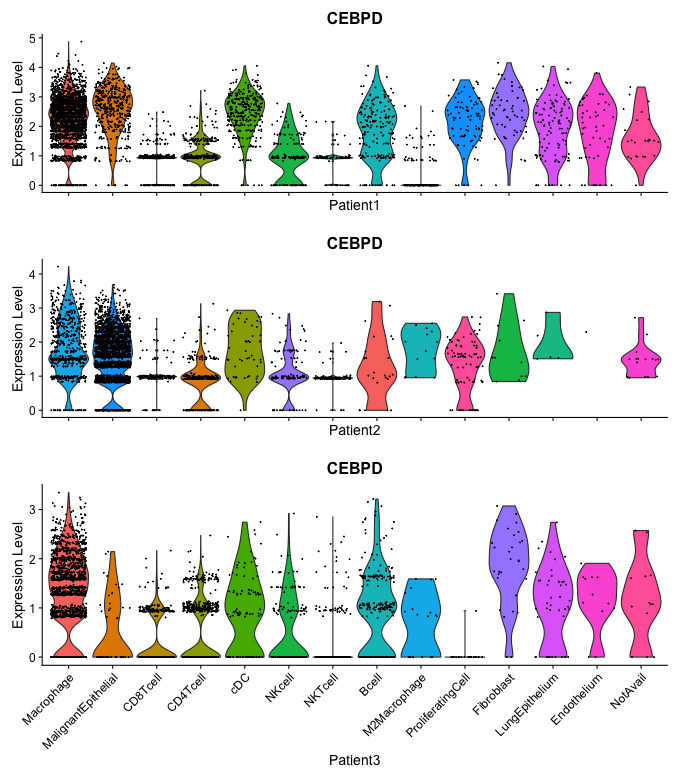 CEBPD
Expression Level
5
4
3
2
1
0
Patient1
CEBPD
Expression Level
4
3
2
1
0
Patient2
CEBPD
Expression Level
3
2
1
0
Macrophage
MalignantEpithelial
CD8Tcell
CD4Tcell
cDC
NKcell
NKTcell
Bcell
M2Macrophage
ProliferatingCell
Fibroblast
LungEpithelium
Endothelium
NotAvail
Patient3